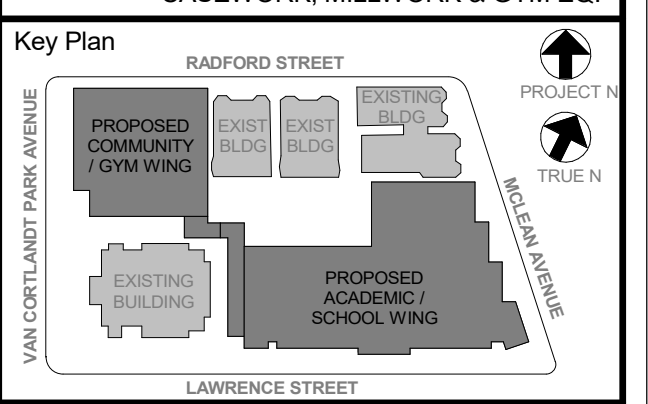 CASEWORK, MILLWORK & GYM EQP
Key Plan
RADFORD STREET
PROJECT N
TRUE N
VAN CORTLANDT PARK AVENUE
PROPOSED
COMMUNITY
/ GYM WING
EXIST
BLDG
EXIST
BLDG
EXISTING
BLDG
MCLEAN AVENUE
EXISTING
BUILDING
PROPOSED
ACADEMIC /
SCHOOL WING
LAWRENCE STREET